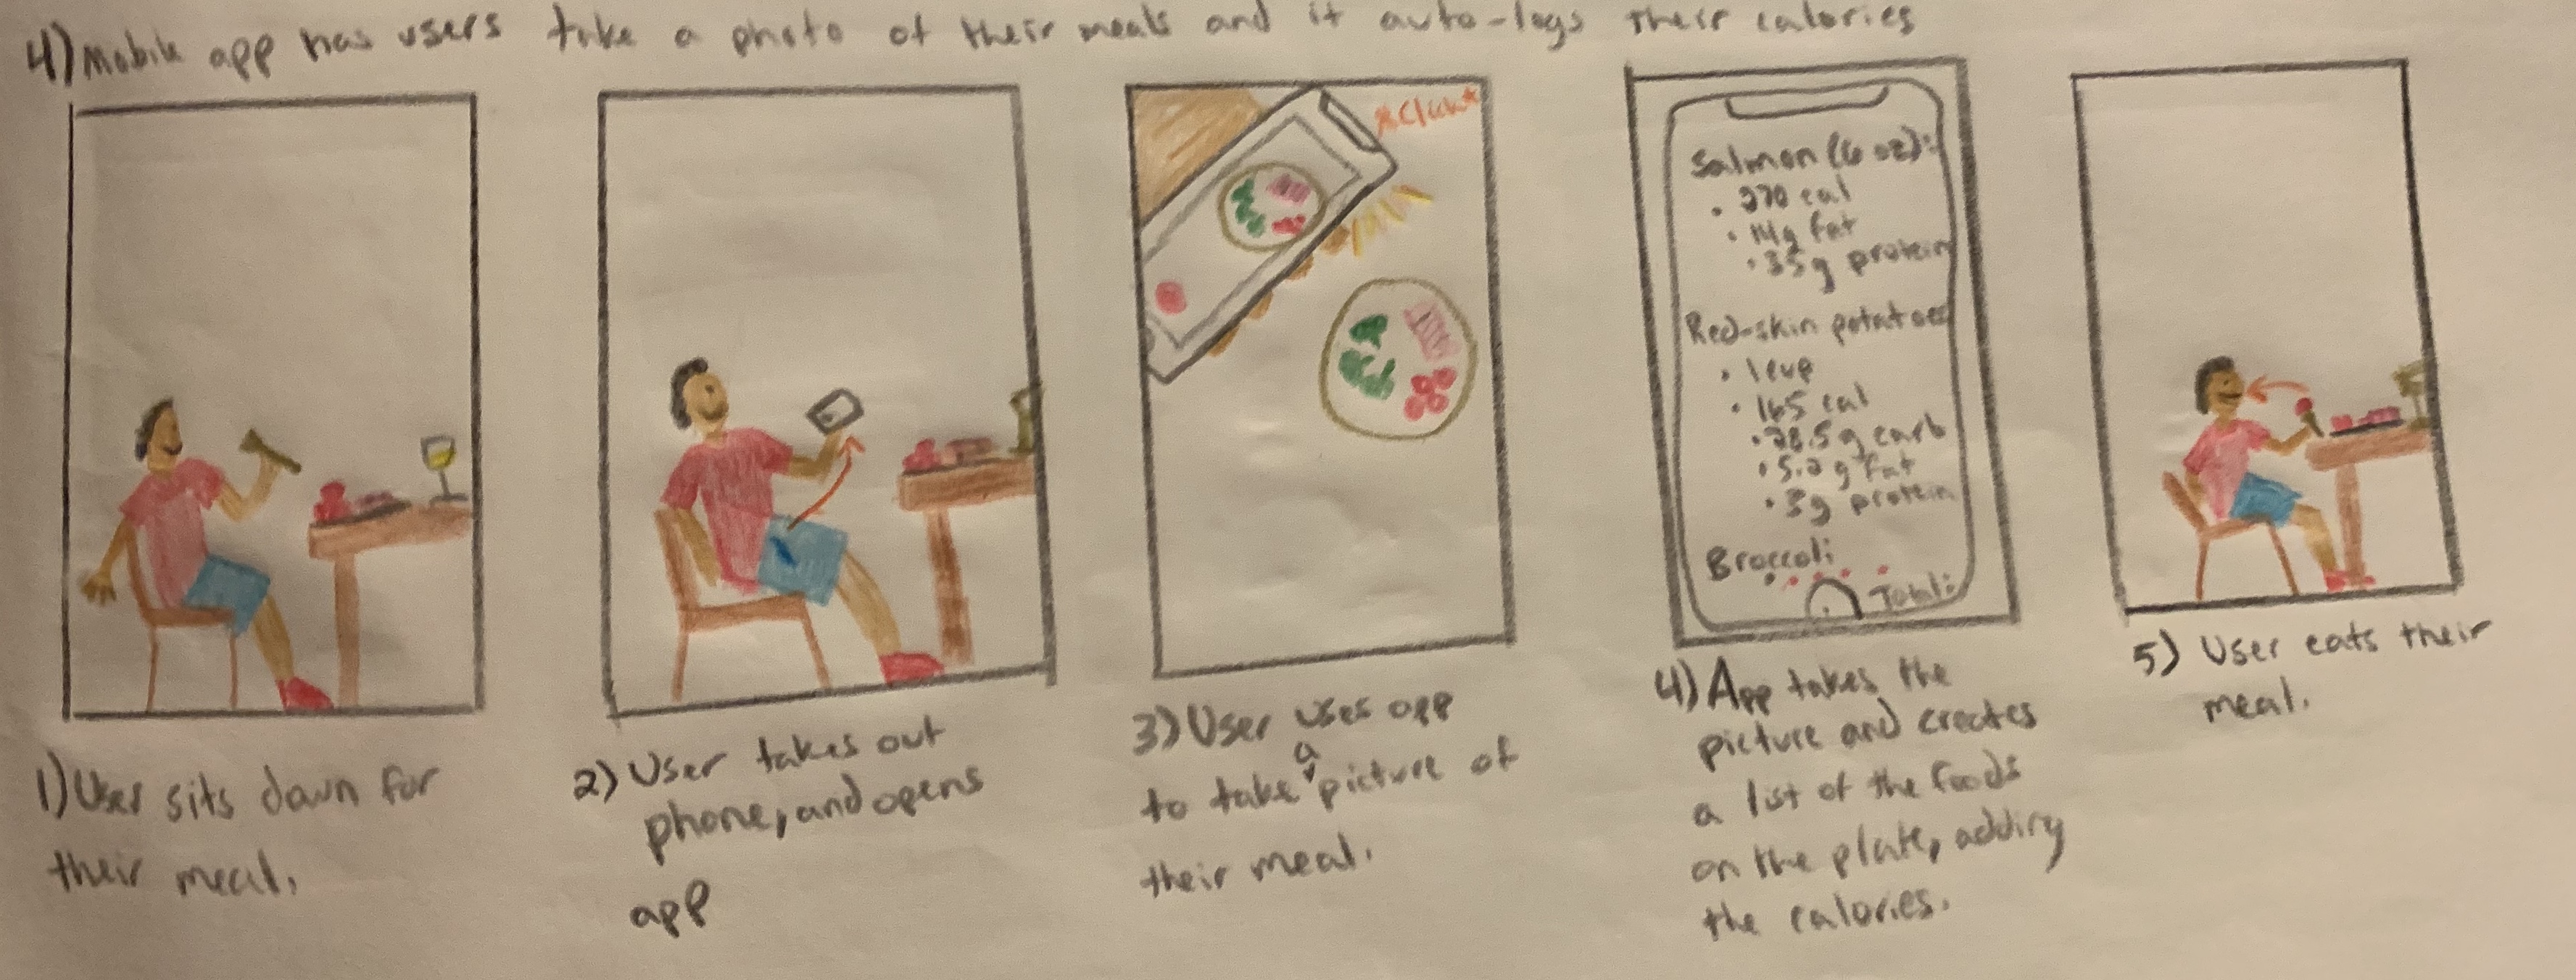 4) Mobile app has users take a photo of their meals and it auto-logs their calories
*Click*
Salmon (6 oz):
• 270 cal
• 14g fat
• 35g protein
Red-skin potatoes
• 1 cup
• 165 cal
• 28.5g carb
• 5.2g fat
• 3g protein
Broccoli
Total:
1) User sits down for
their meal.
2) User takes out
phone, and opens
app
3) User uses app
to take a picture of
their meal.
4) App takes the
picture and creates
a list of the foods
on the plate, adding
the calories.
5) User eats their
meal.